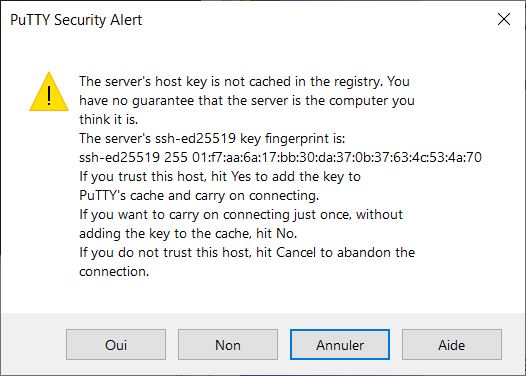 PuTTY Security Alert
The server's host key is not cached in the registry. You
have no guarantee that the server is the computer you
think it is.
The server's ssh-ed25519 key fingerprint is:
ssh-ed25519 255 01:f7:aa:6a:17:bb:30:da:37:0b:37:63:4c:53:4a:70
If you trust this host, hit Yes to add the key to
PuTTY's cache and carry on connecting.
If you want to carry on connecting just once, without
adding the key to the cache, hit No.
If you do not trust this host, hit Cancel to abandon the
connection.
Oui Non Annuler Aide